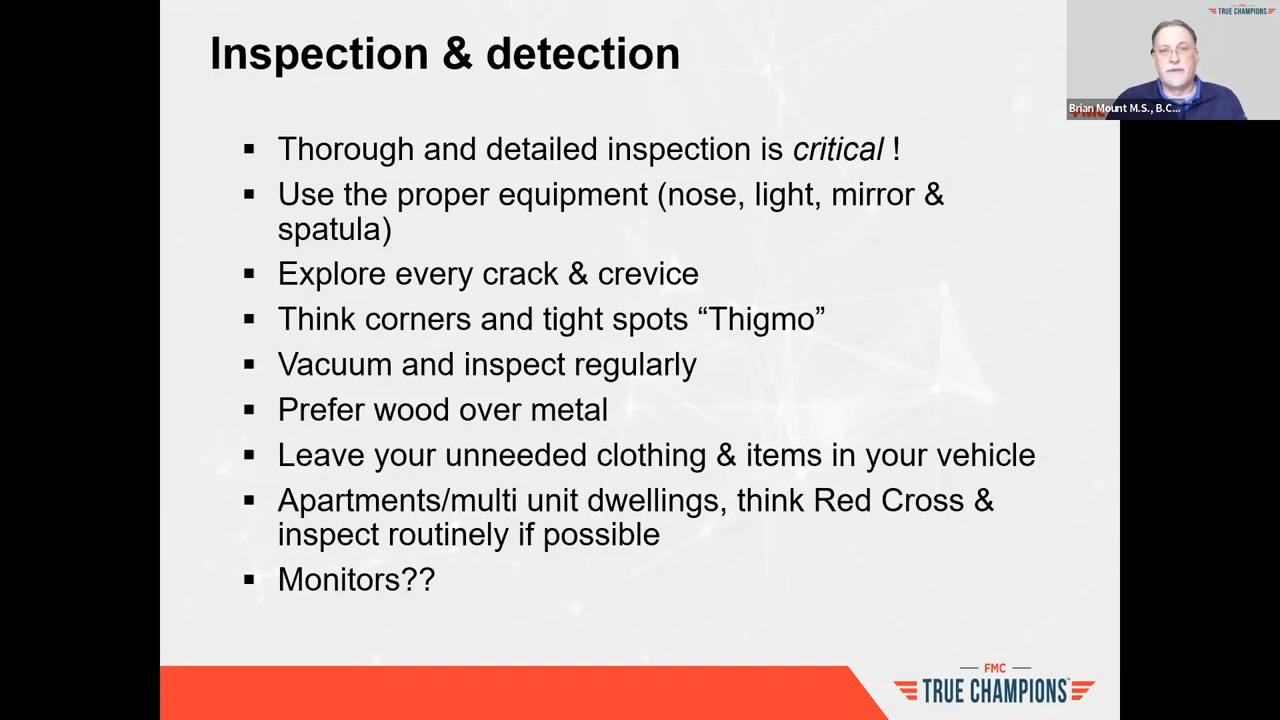 Inspection & detection
FMC
TRUE CHAMPIONS
Brian Mount M.S., B.C...
▪ Thorough and detailed inspection is critical !
▪ Use the proper equipment (nose, light, mirror &
spatula)
▪ Explore every crack & crevice
▪ Think corners and tight spots “Thigmo”
▪ Vacuum and inspect regularly
▪ Prefer wood over metal
▪ Leave your unneeded clothing & items in your vehicle
▪ Apartments/multi unit dwellings, think Red Cross &
inspect routinely if possible
▪ Monitors??
FMC
TRUE CHAMPIONS